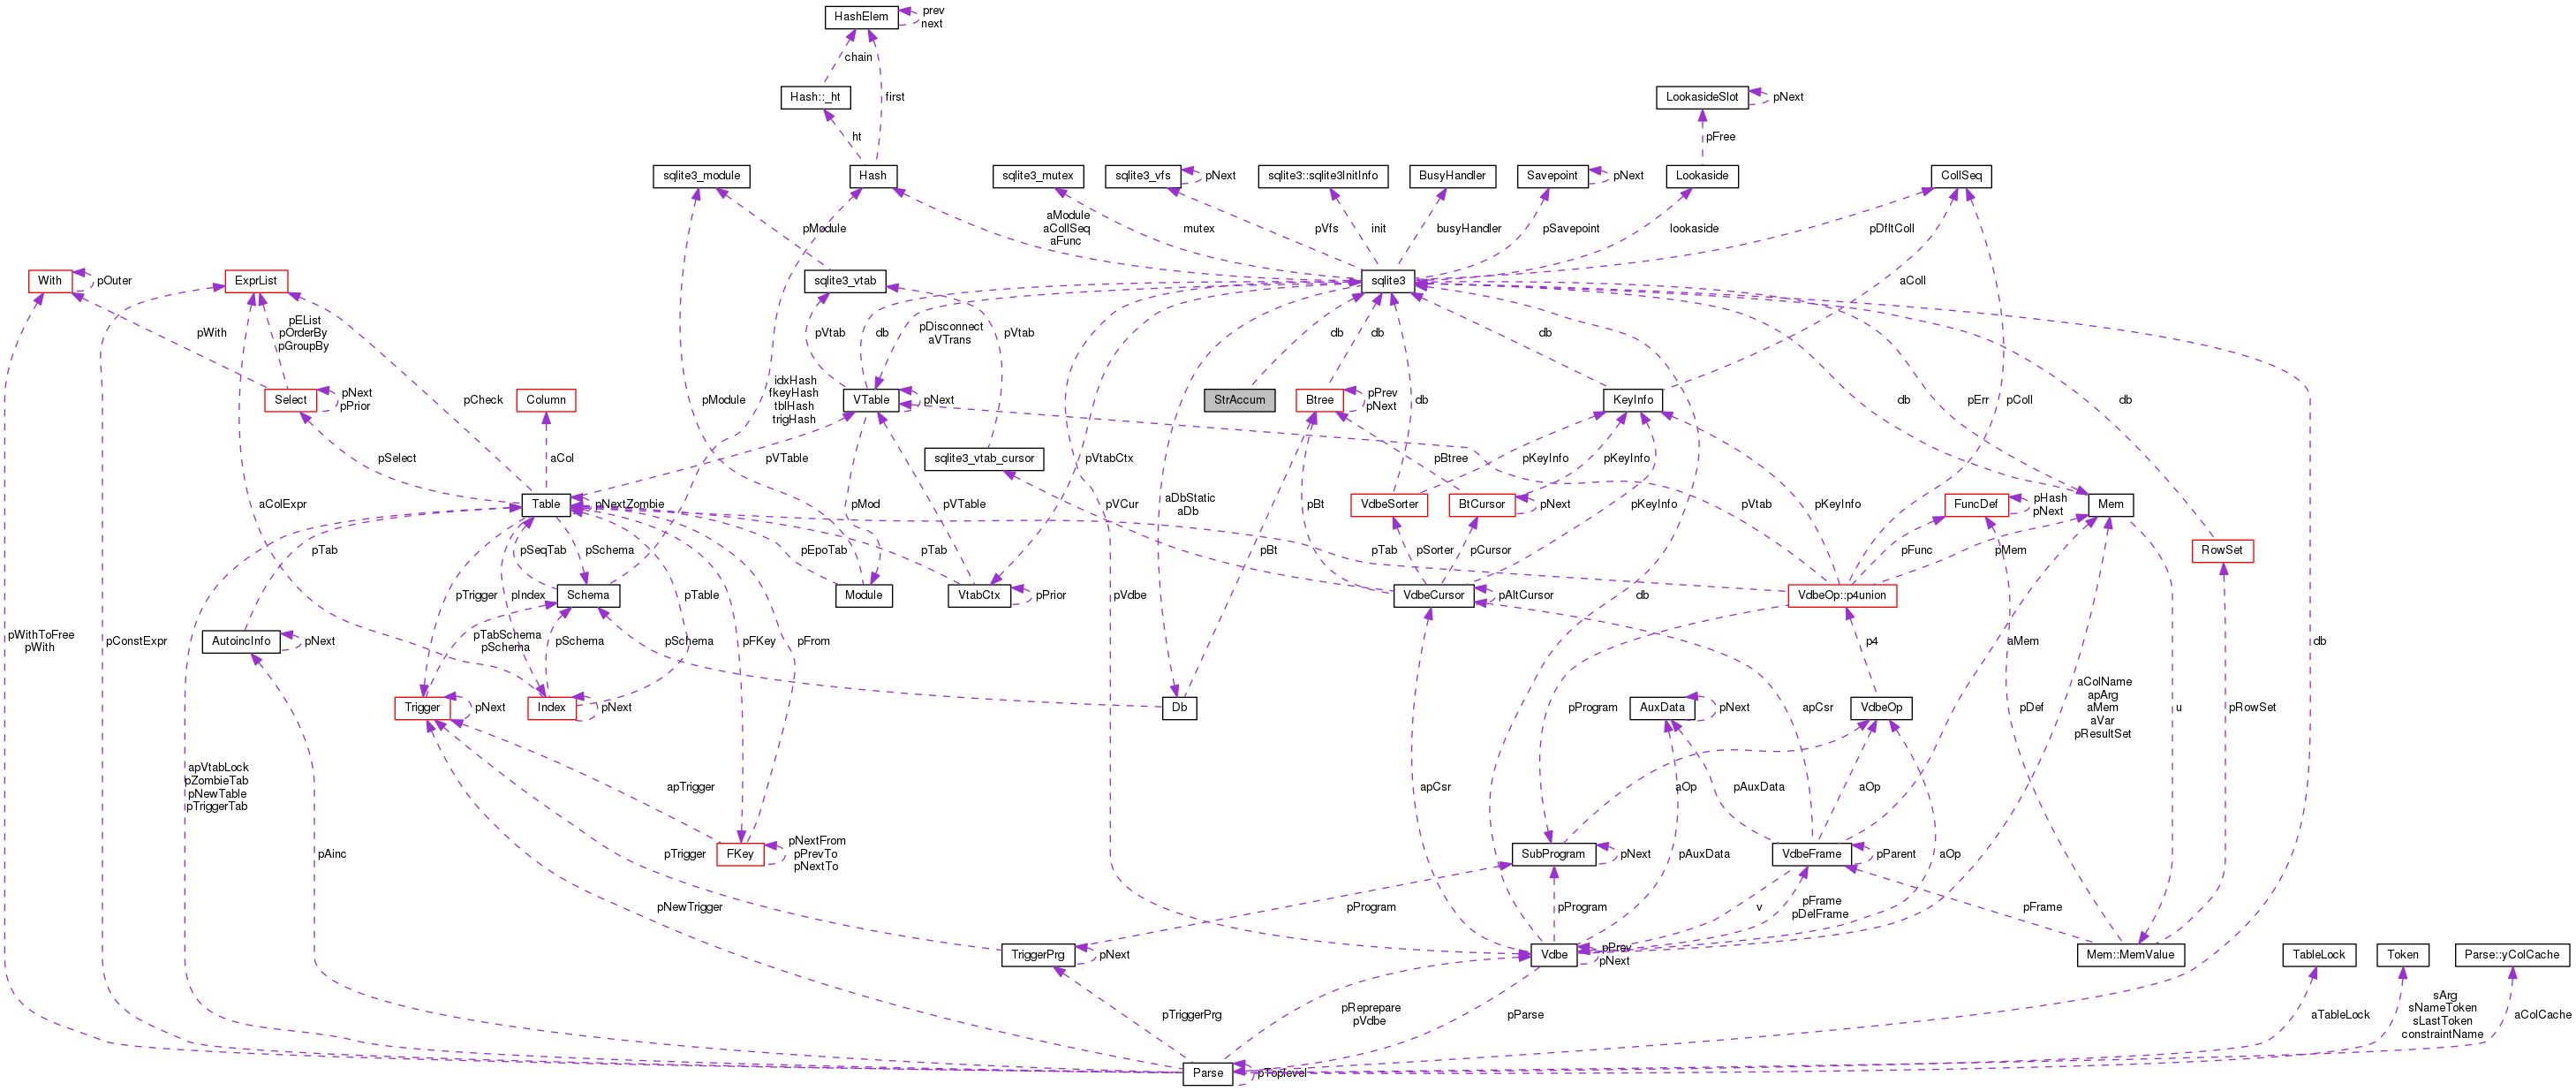 HashElem
prev
next
chain
Hash::_ht
first
LookasideSlot
pNext
ht
pFree
sqlite3_module
Hash
sqlite3_mutex
sqlite3_vfs
pNext
sqlite3::sqlite3InitInfo
BusyHandler
Savepoint
pNext
Lookaside
CollSeq
pModule
aModule
aCollSeq
aFunc
mutex
pVfs
init
busyHandler
pSavepoint
lookaside
pDfltColl
With
pOuter
ExprList
sqlite3_vtab
sqlite3
aColl
pWith
pEList
pOrderBy
pGroupBy
pVtab
db
pDisconnect
aVTrans
pVtab
db
db
db
pErr
db
pColl
db
idxHash
fkeyHash
tblHash
trigHash
Select
pNext
pPrior
Column
pCheck
pModule
VTable
pNext
StrAccum
Btree
pPrev
pNext
db
KeyInfo
pSelect
aCol
pVTable
sqlite3_vtab_cursor
pVtabCtx
pBtree
pKeyInfo
pKeyInfo
aColExpr
Table
pNextZombie
pMod
pVTable
pVCur
aDbStatic
aDb
pBt
VdbeSorter
BtCursor
pNext
pKeyInfo
pVtab
pKeyInfo
FuncDef
pHash
pNext
Mem
pTab
pSeqTab
pSchema
pEpoTab
pTab
pBt
pSorter
pCursor
pTab
pFunc
pMem
RowSet
pTrigger
pIndex
Schema
pTable
Module
VtabCtx
pPrior
pVdbe
VdbeCursor
pAltCursor
db
VdbeOp::p4union
AutoincInfo
pNext
pWithToFree
pWith
pConstExpr
pTabSchema
pSchema
pSchema
pFKey
pFrom
pSchema
p4
aMem
db
Trigger
pNext
Index
pNext
Db
pProgram
AuxData
pNext
apCsr
VdbeOp
aColName
apArg
aMem
aVar
pResultSet
pDef
u
pRowSet
apVtabLock
pZombieTab
pNewTable
pTriggerTab
apTrigger
apCsr
aOp
pAuxData
aOp
pAinc
pTrigger
FKey
pNextFrom
pPrevTo
pNextTo
SubProgram
pNext
pAuxData
VdbeFrame
pParent
aOp
pNewTrigger
pProgram
pProgram
v
pFrame
pDelFrame
pFrame
TriggerPrg
pNext
Vdbe
pPrev
pNext
Mem::MemValue
TableLock
Token
Parse::yColCache
pTriggerPrg
pReprepare
pVdbe
pParse
aTableLock
sArg
sNameToken
sLastToken
constraintName
aColCache
Parse
pToplevel